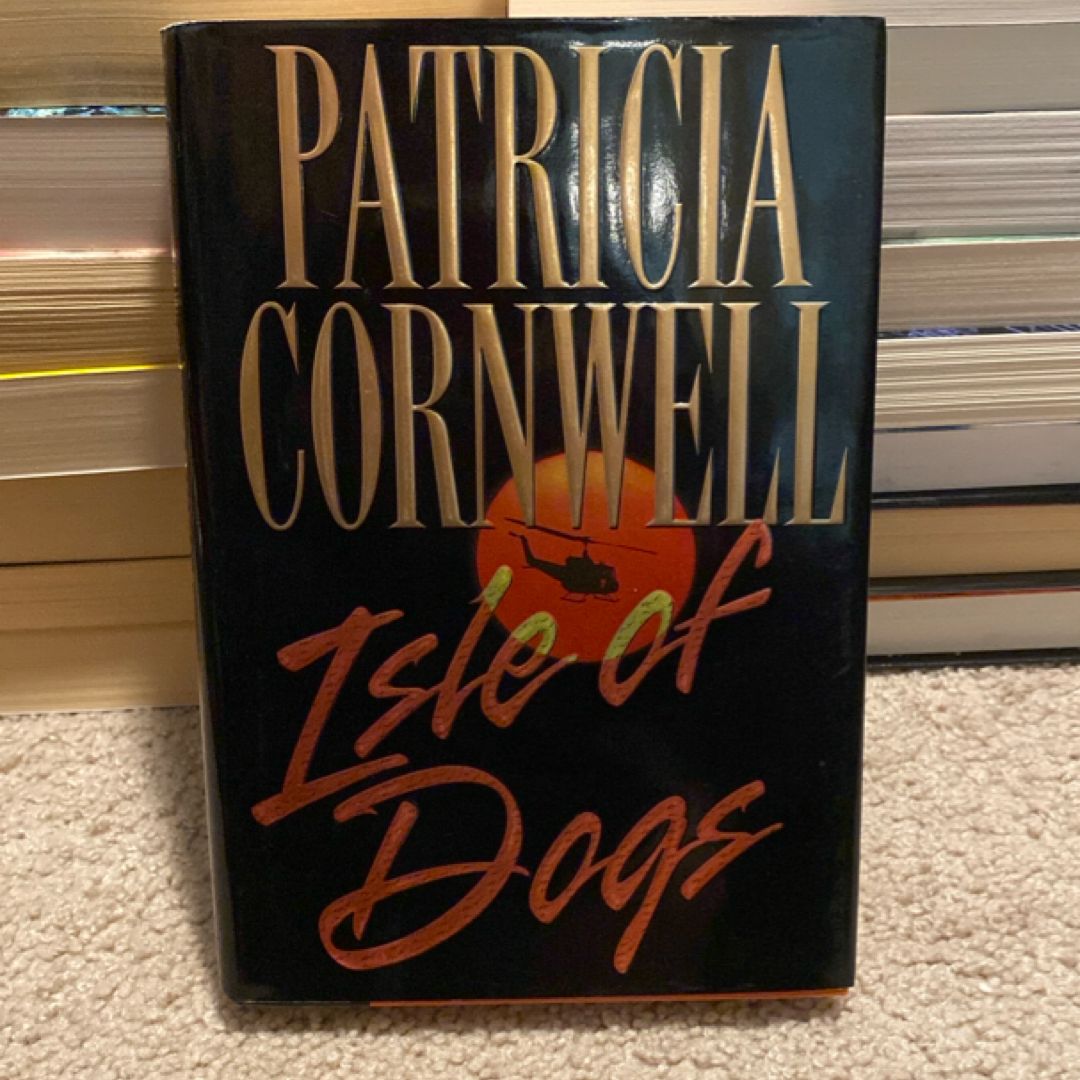 PATRICIA
CORNWELL
Isle of
Dogs